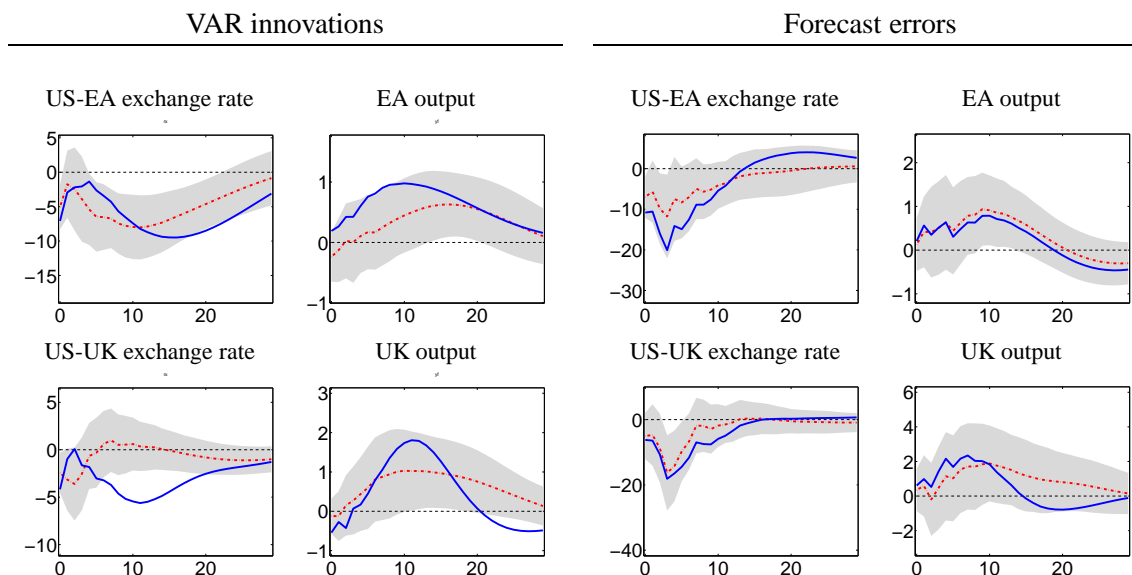 VAR innovations Forecast errors
US-EA exchange rate EA output US-EA exchange rate EA output
5 0 −5 −10 −15 0 10 20
1 0 −1 0 10 20
0 −10 −20 −30 0 10 20
2 1 0 −1 0 10 20
US-UK exchange rate UK output US-UK exchange rate UK output
5 0 −5 −10 0 10 20
3 2 1 0 −1 0 10 20
0 −20 −40 0 10 20
6 4 2 0 −2 0 10 20